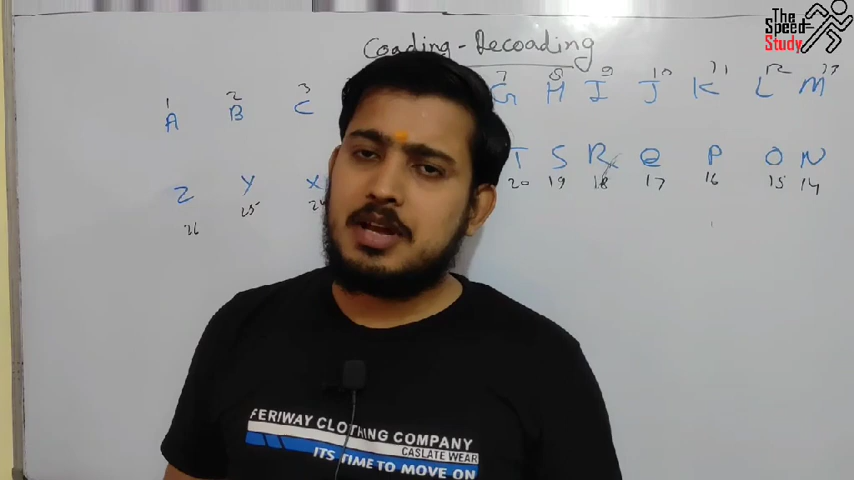 The
Speed
Study
Coading - Decoading
1 2 3 7 8 9 10 11 12 13
A B C G H I J K L M
Z Y X T S R Q P O N
26 25 24 20 19 18 17 16 15 14
FERIWAY CLOTHING COMPANY
CASLATE WEAR
ITS TIME TO MOVE ON